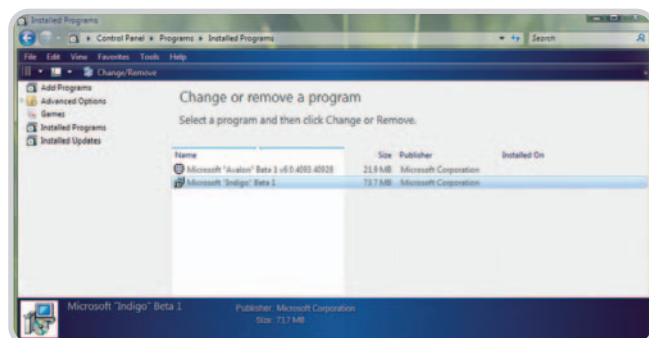 Installed Programs
Control Panel ▸ Programs ▸ Installed Programs
Search
File Edit View Favorites Tools Help
Change/Remove
Add Programs
Advanced Options
Games
Installed Programs
Installed Updates
Change or remove a program
Select a program and then click Change or Remove.
Name Size Publisher Installed On
Microsoft "Avalon" Beta 1 v6.0.4093.40928 21.9 MB Microsoft Corporation
Microsoft "Indigo" Beta 1 73.7 MB Microsoft Corporation
Microsoft "Indigo" Beta 1 Publisher: Microsoft Corporation
Size: 73.7 MB